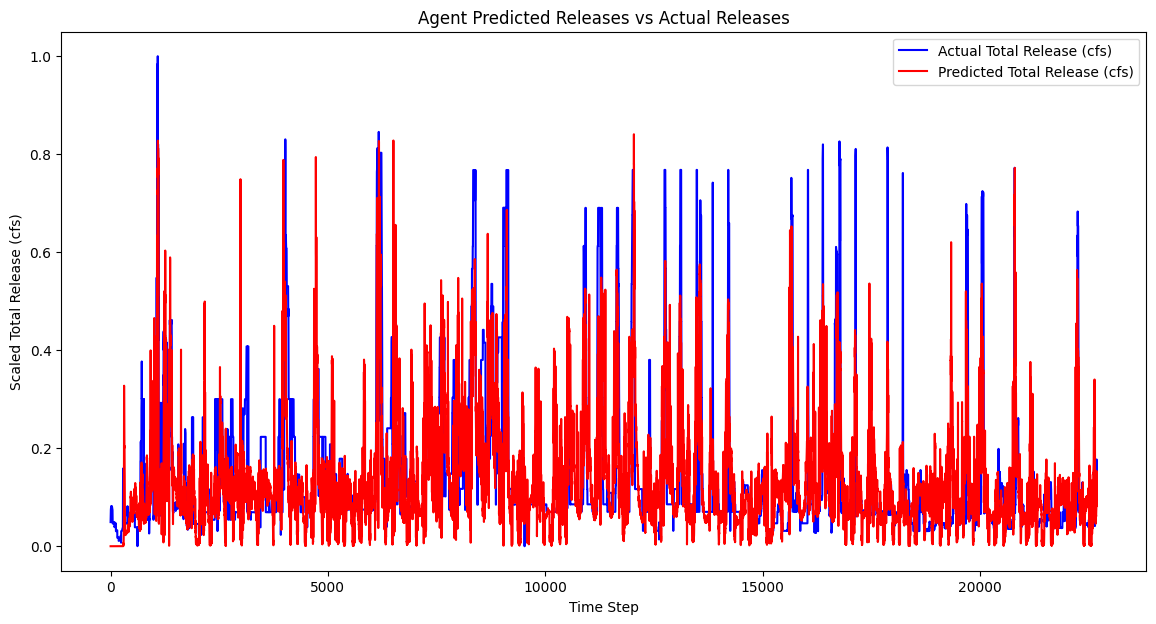 Agent Predicted Releases vs Actual Releases
Actual Total Release (cfs)
Predicted Total Release (cfs)
Scaled Total Release (cfs)
1.0
0.8
0.6
0.4
0.2
0.0
0 5000 10000 15000 20000
Time Step